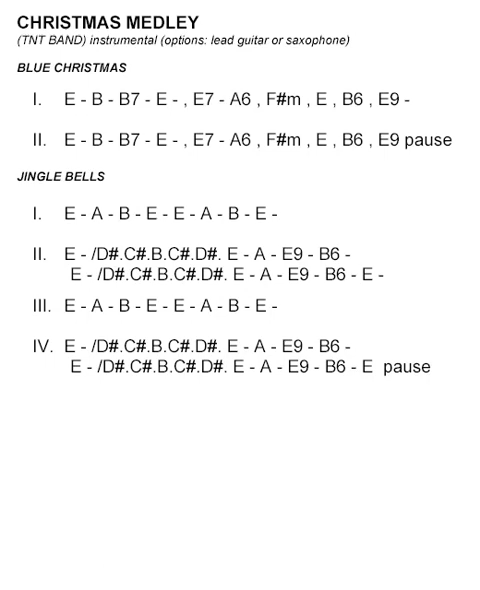 CHRISTMAS MEDLEY
(TNT BAND) instrumental (options: lead guitar or saxophone)
BLUE CHRISTMAS
I. E - B - B7 - E - , E7 - A6 , F#m , E , B6 , E9 -
II. E - B - B7 - E - , E7 - A6 , F#m , E , B6 , E9 pause
JINGLE BELLS
I. E - A - B - E - E - A - B - E -
II. E - /D#.C#.B.C#.D#. E - A - E9 - B6 -
E - /D#.C#.B.C#.D#. E - A - E9 - B6 - E -
III. E - A - B - E - E - A - B - E -
IV. E - /D#.C#.B.C#.D#. E - A - E9 - B6 -
E - /D#.C#.B.C#.D#. E - A - E9 - B6 - E pause